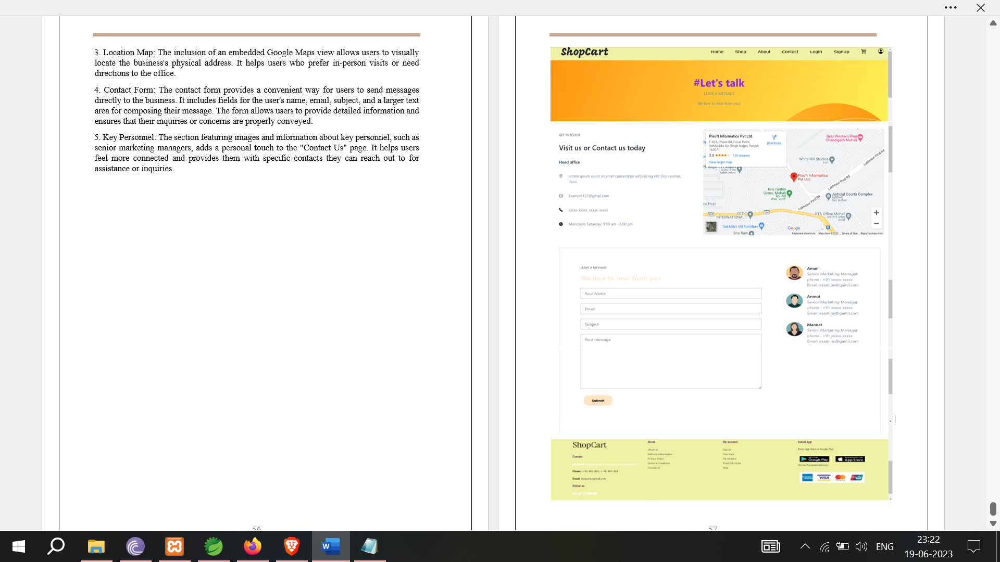 3. Location Map: The inclusion of an embedded Google Maps view allows users to visually
locate the business's physical address. It helps users who prefer in-person visits or need
directions to the office.
4. Contact Form: The contact form provides a convenient way for users to send messages
directly to the business. It includes fields for the user's name, email, subject, and a larger text
area for composing their message. The form allows users to provide detailed information and
ensures that their inquiries or concerns are properly conveyed.
5. Key Personnel: The section featuring images and information about key personnel, such as
senior marketing managers, adds a personal touch to the "Contact Us" page. It helps users
feel more connected and provides them with specific contacts they can reach out to for
assistance or inquiries.
56
ShopCart
Home Shop About Contact Login SignUp
#Let's talk
LEAVE A MESSAGE
We love to hear from you!
GET IN TOUCH
Visit us or Contact us today
Head office
Lorem ipsum dolor sit amet consectetur adipisicing elit. Dignissimos,
illum.
Example123@gmail.com
xxxxx-xxxxx ,xxxxx-xxxxx
Mondayto Saturday: 9:00 am - 6:00 pm
Pisoft Informatics Pvt Ltd.
F-468, Phase 8B, Focal Point,
Sahibzada Ajit Singh Nagar, Punjab
160071
Directions
3.8 176 reviews
View larger map
Best Western Plus
Chandigarh Mohali
White Hill Studios
Iran
Lakhnaur Pind Rd
Pisoft Informatics
Pvt Ltd.
Lakhnaur Pind Rd
Kris Gethin
Gyms, Mohali
Judicial Courts Complex
Lakhnaur Pind Rd
ce Post
DTDC
INTERNATIONAL...
RTA Office Mohali
Sat kabir old furniture
Sita Ram
Google
Keyboard shortcuts Map data ©2023 Terms of Use Report a map error
LEAVE A MESSAGE
We love to hear from you
Your Name
Email
Subject
Your message
Submit
Aman
Senior Marketing Manager
phone : +91 xxxxx-xxxxx
Email: examlpe@gamil.com
Anmol
Senior Marketing Manager
phone : +91 xxxxx-xxxxx
Email: examlpe@gamil.com
Mannat
Senior Marketing Manager
phone : +91 xxxxx-xxxxx
Email: examlpe@gamil.com
ShopCart
Contact
Phone:
Email:
Follow us
About
About us
Delivery Information
Privacy Policy
Terms & Condition
Contact us
My Account
Sign in
View Cart
My wishlist
Track My Order
Help
Install App
From App Store or Google Play
Google Play
App Store
Secure Payment Gateways
VISA
57
W
ENG
23:22
19-06-2023